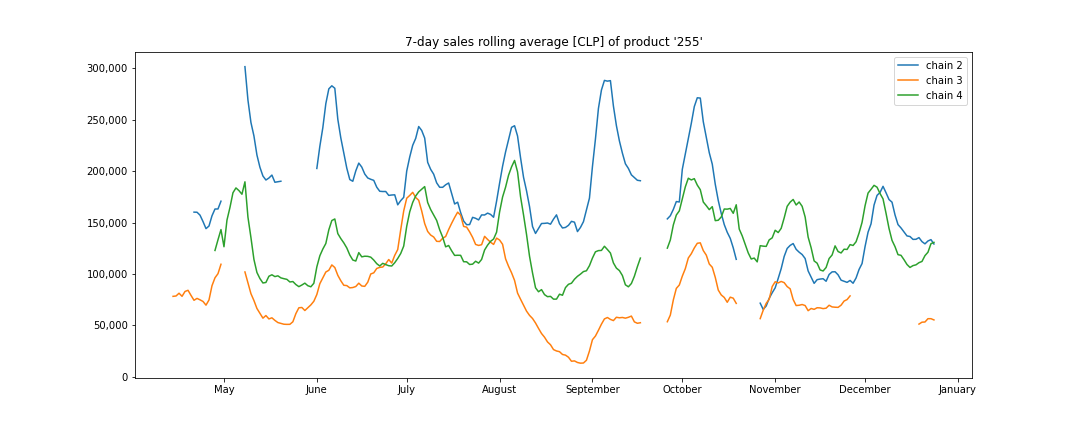 7-day sales rolling average [CLP] of product '255'
300,000
250,000
200,000
150,000
100,000
50,000
0
chain 2
chain 3
chain 4
May June July August September October November December January